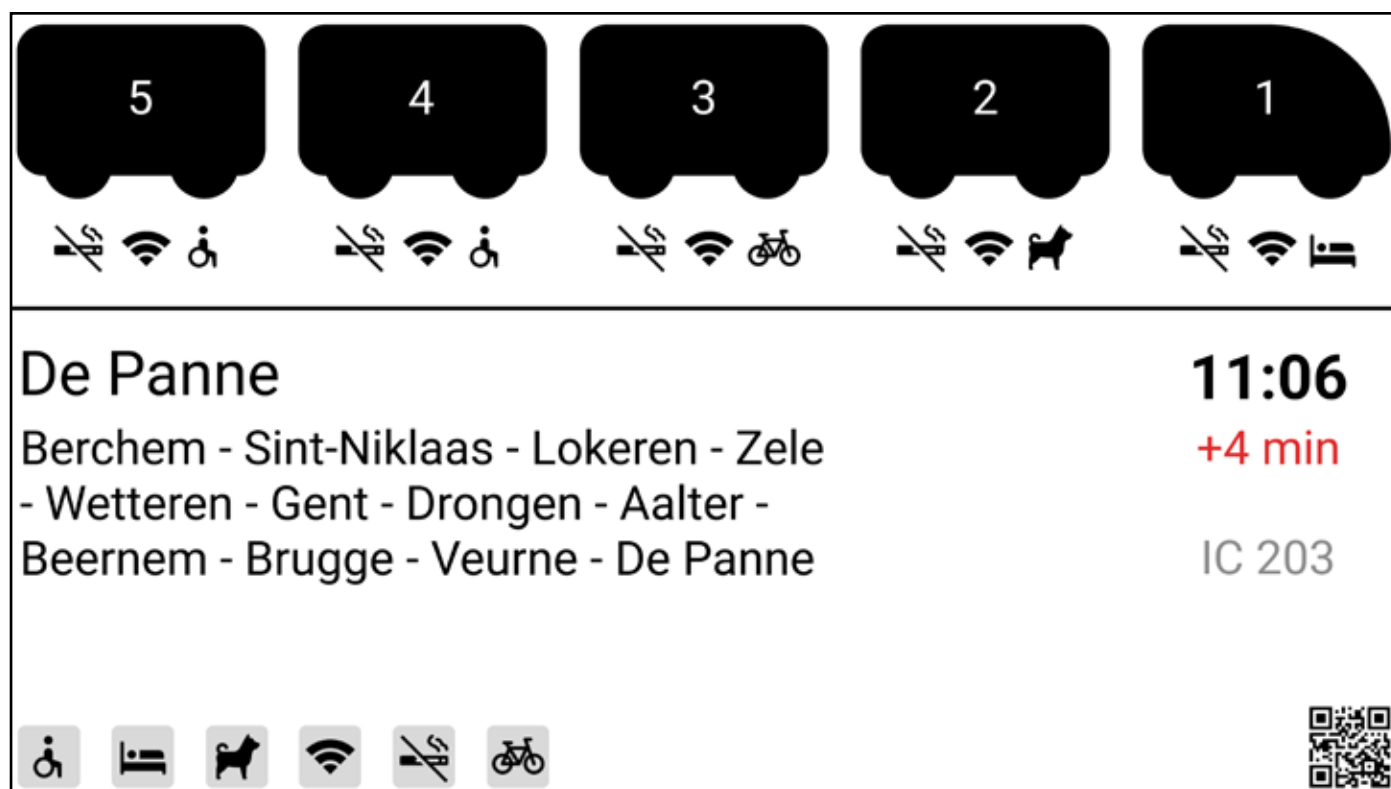 5 4 3 2 1
De Panne 11:06
Berchem - Sint-Niklaas - Lokeren - Zele +4 min
- Wetteren - Gent - Drongen - Aalter -
Beernem - Brugge - Veurne - De Panne IC 203